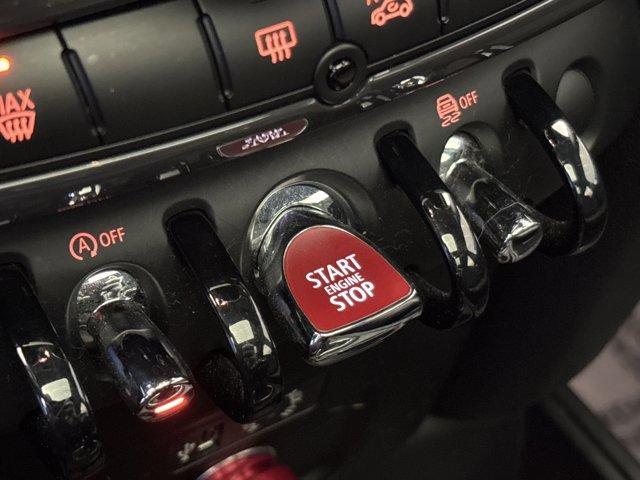 MAX
OFF
A OFF
START
ENGINE
STOP